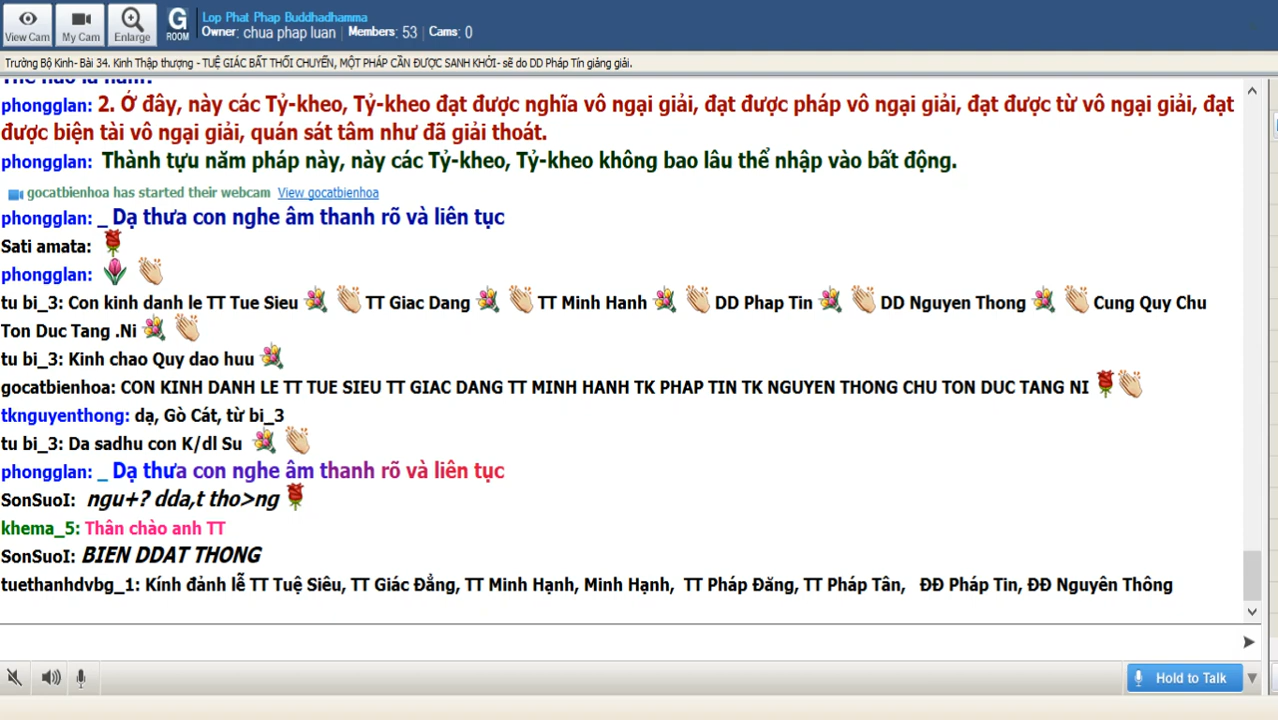 View Cam
My Cam
Enlarge
G
ROOM
Lop Phat Phap Buddhadhamma
Owner: chua phap luan | Members: 53 | Cams: 0
Trường Bộ Kinh- Bài 34. Kinh Thập thượng - TUỆ GIÁC BẤT THỐI CHUYỂN, MỘT PHÁP CẦN ĐƯỢC SANH KHỞI- sẽ do DD Pháp Tín giảng giải.
Thế nào là năm?
phongglan: 2. Ở đây, này các Tỷ-kheo, Tỷ-kheo đạt được nghĩa vô ngại giải, đạt được pháp vô ngại giải, đạt được từ vô ngại giải, đạt
được biện tài vô ngại giải, quán sát tâm như đã giải thoát.
phongglan: Thành tựu năm pháp này, này các Tỷ-kheo, Tỷ-kheo không bao lâu thể nhập vào bất động.
gocatbienhoa has started their webcam View gocatbienhoa
phongglan: _ Dạ thưa con nghe âm thanh rõ và liên tục
Sati amata:
phongglan:
tu bi_3: Con kinh danh le TT Tue Sieu TT Giac Dang TT Minh Hanh DD Phap Tin DD Nguyen Thong Cung Quy Chu
Ton Duc Tang .Ni
tu bi_3: Kinh chao Quy dao huu
gocatbienhoa: CON KINH DANH LE TT TUE SIEU TT GIAC DANG TT MINH HANH TK PHAP TIN TK NGUYEN THONG CHU TON DUC TANG NI
tknguyenthong: dạ, Gò Cát, từ bi_3
tu bi_3: Da sadhu con K/dl Su
phongglan: _ Dạ thưa con nghe âm thanh rõ và liên tục
SonSuoI: ngu+? dda,t tho>ng
khema_5: Thân chào anh TT
SonSuoI: BIEN DDAT THONG
tuethanhdvbg_1: Kính đảnh lễ TT Tuệ Siêu, TT Giác Đẳng, TT Minh Hạnh, Minh Hạnh, TT Pháp Đăng, TT Pháp Tân, ĐĐ Pháp Tin, ĐĐ Nguyên Thông
Hold to Talk